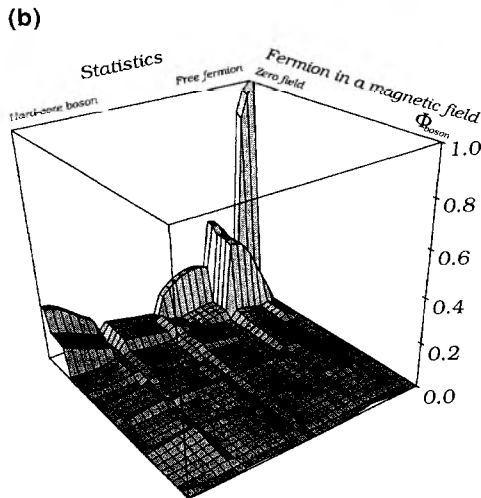 (b)
Statistics
Fermion in a magnetic field
Free fermion
Zero field
Hard-core boson
Φboson
1.0
0.8
0.6
0.4
0.2
0.0